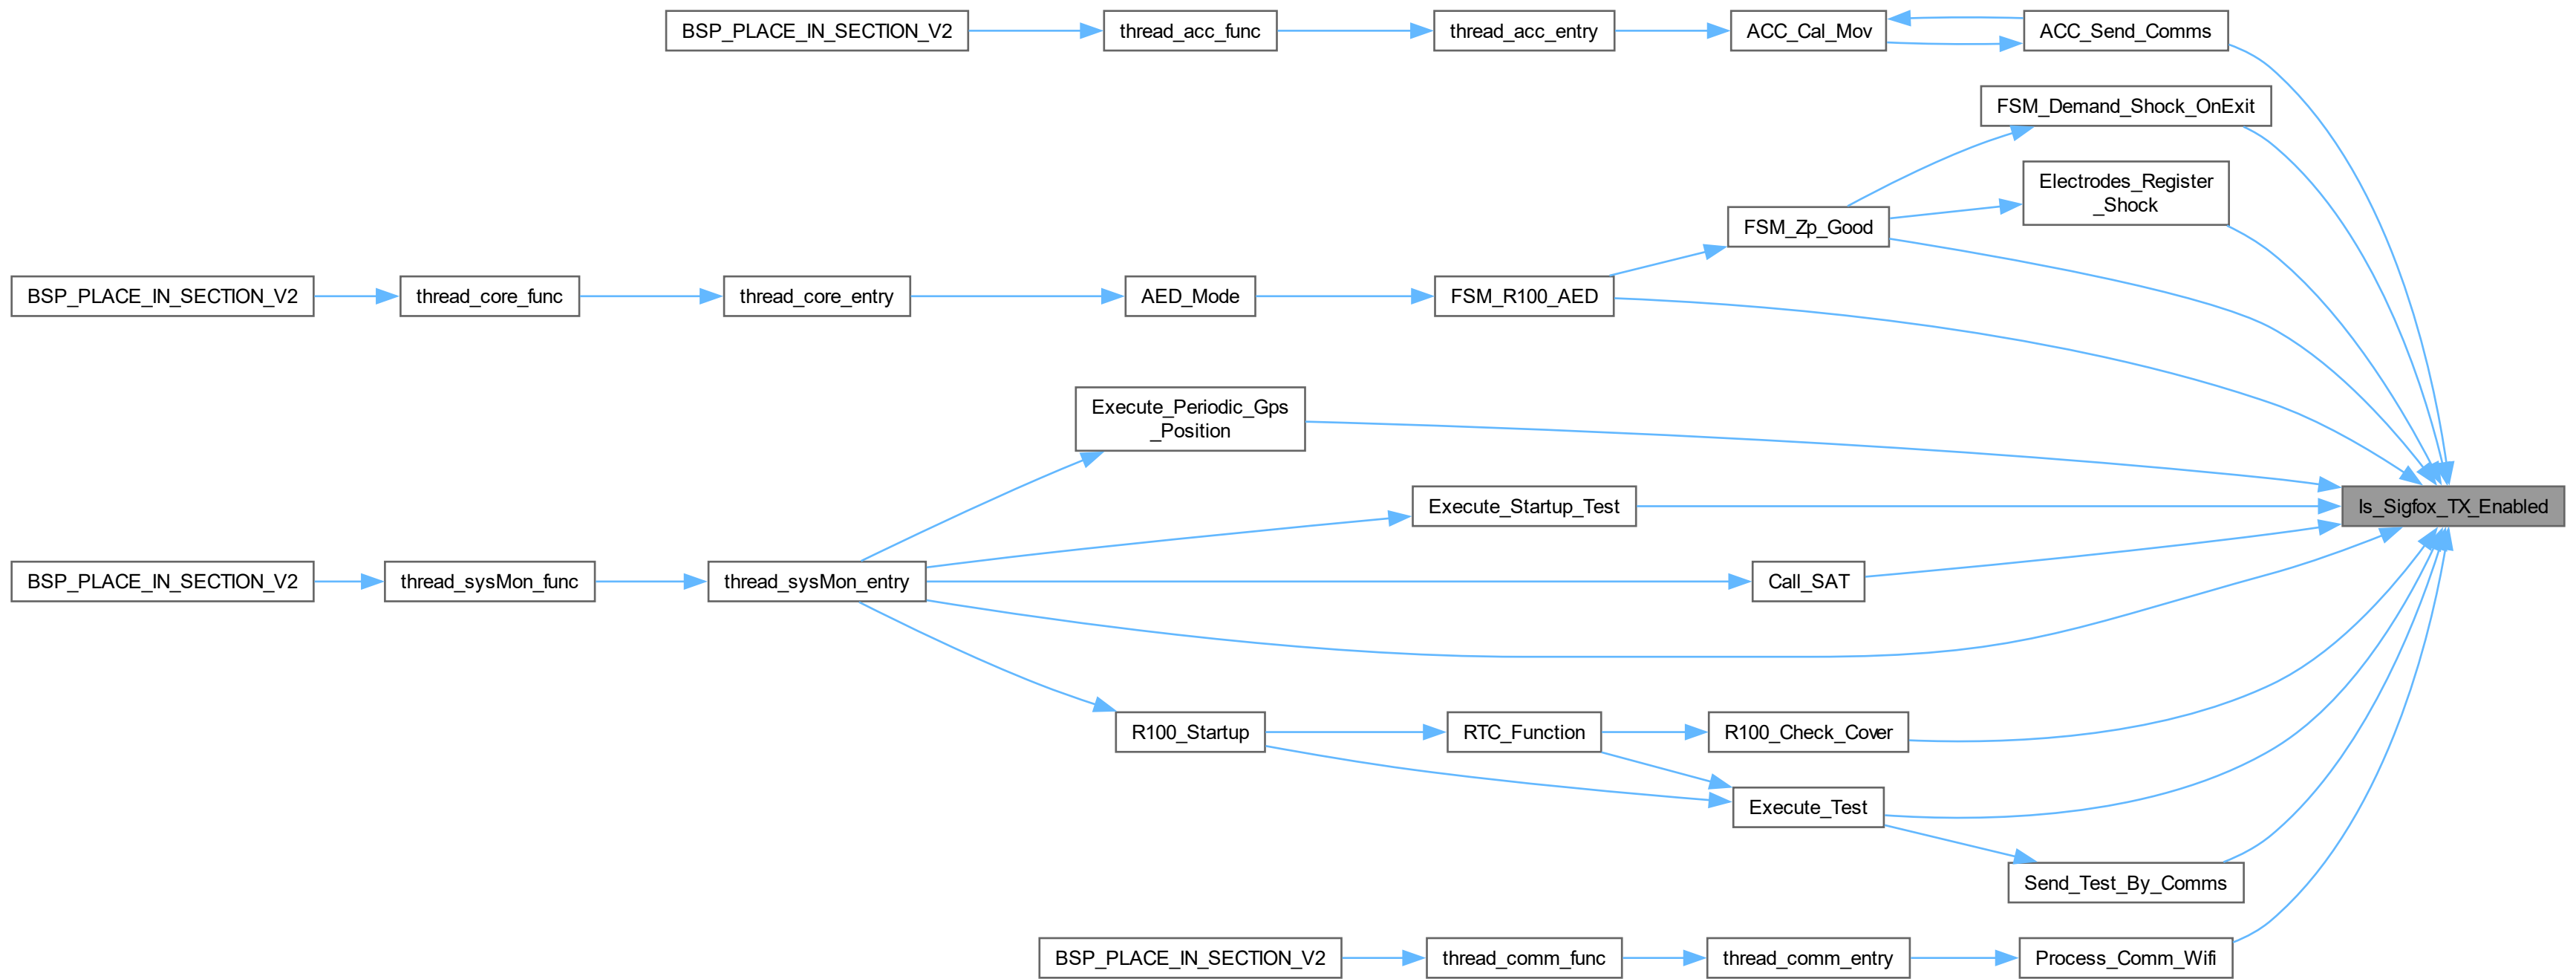 BSP_PLACE_IN_SECTION_V2
thread_acc_func
thread_acc_entry
ACC_Cal_Mov
ACC_Send_Comms
FSM_Demand_Shock_OnExit
Electrodes_Register
_Shock
FSM_Zp_Good
BSP_PLACE_IN_SECTION_V2
thread_core_func
thread_core_entry
AED_Mode
FSM_R100_AED
Execute_Periodic_Gps
_Position
Execute_Startup_Test
Is_Sigfox_TX_Enabled
BSP_PLACE_IN_SECTION_V2
thread_sysMon_func
thread_sysMon_entry
Call_SAT
R100_Startup
RTC_Function
R100_Check_Cover
Execute_Test
Send_Test_By_Comms
BSP_PLACE_IN_SECTION_V2
thread_comm_func
thread_comm_entry
Process_Comm_Wifi